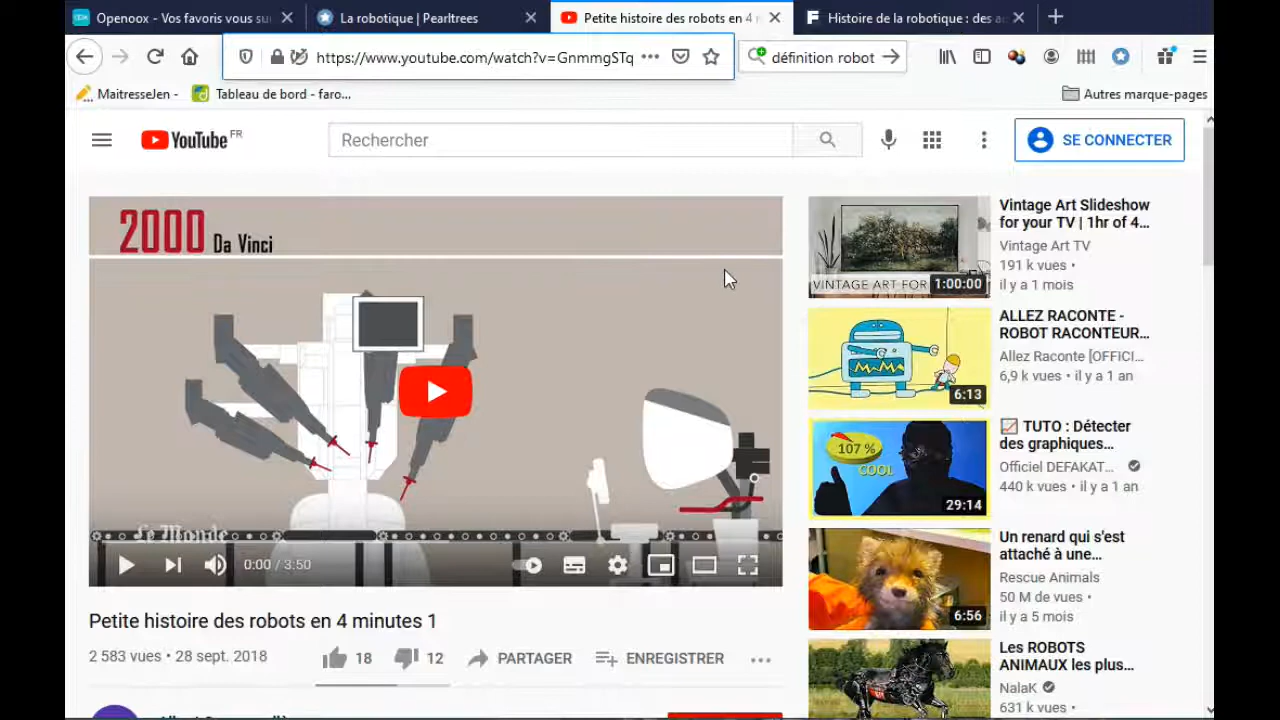 Openoox - Vos favoris vous su
La robotique | Pearltrees
Petite histoire des robots en 4
Histoire de la robotique : des a
https://www.youtube.com/watch?v=GnmmgSTq
définition robot
MaitresseJen -
Tableau de bord - faro...
Autres marque-pages
YouTube FR
Rechercher
SE CONNECTER
2000 Da Vinci
Le Monde
0:00 / 3:50
Petite histoire des robots en 4 minutes 1
2 583 vues • 28 sept. 2018
18
12
PARTAGER
ENREGISTRER
VINTAGE ART FOR
1:00:00
Vintage Art Slideshow
for your TV | 1hr of 4...
Vintage Art TV
191 k vues •
il y a 1 mois
6:13
ALLEZ RACONTE -
ROBOT RACONTEUR...
Allez Raconte [OFFICI...
6,9 k vues • il y a 1 an
107 %
COOL
29:14
TUTO : Détecter
des graphiques...
Officiel DEFAKAT...
440 k vues • il y a 1 an
6:56
Un renard qui s'est
attaché à une...
Rescue Animals
50 M de vues •
il y a 5 mois
Les ROBOTS
ANIMAUX les plus...
NalaK
631 k vues •